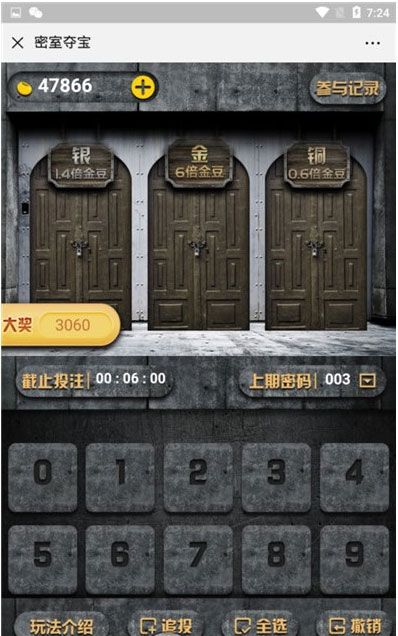 7:24
密室夺宝
47866
参与记录
银
1.4倍金豆
金
6倍金豆
铜
0.6倍金豆
大奖 3060
截止投注 00 : 06 : 00
上期密码 003
0 1 2 3 4
5 6 7 8 9
玩法介绍 追投 全选 撤销